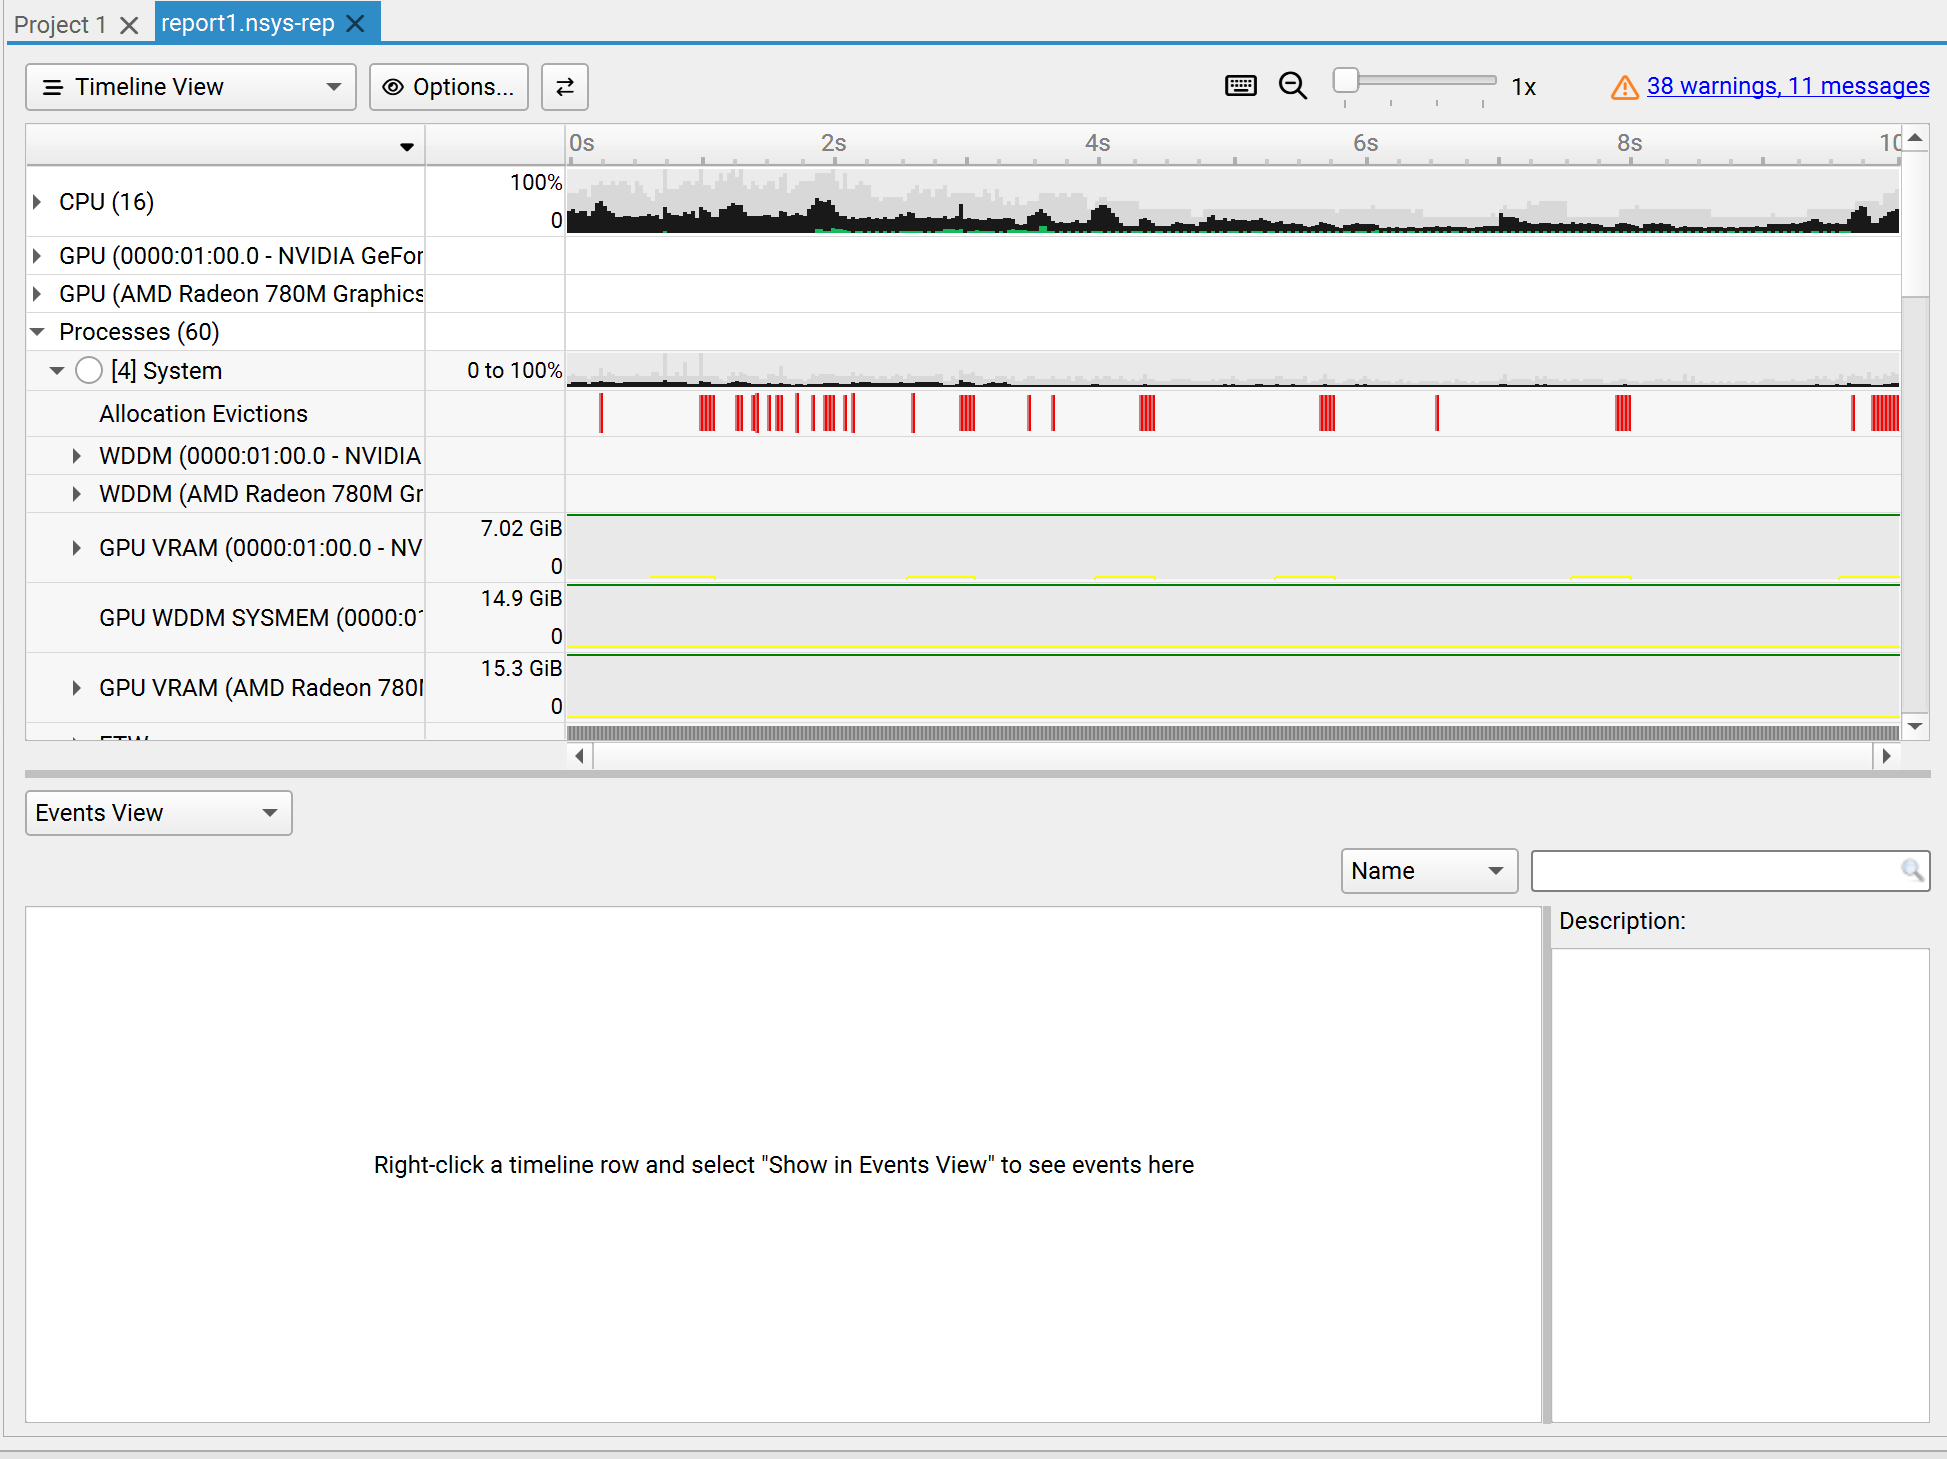 Project 1
report1.nsys-rep
Timeline View
Options...
1x
38 warnings, 11 messages
0s 2s 4s 6s 8s 10
CPU (16)
100%
0
GPU (0000:01:00.0 - NVIDIA GeFor
GPU (AMD Radeon 780M Graphics
Processes (60)
[4] System
0 to 100%
Allocation Evictions
WDDM (0000:01:00.0 - NVIDIA
WDDM (AMD Radeon 780M Gr
GPU VRAM (0000:01:00.0 - NV
7.02 GiB
0
GPU WDDM SYSMEM (0000:01
14.9 GiB
0
GPU VRAM (AMD Radeon 780M
15.3 GiB
0
ETW
Events View
Name
Description:
Right-click a timeline row and select "Show in Events View" to see events here